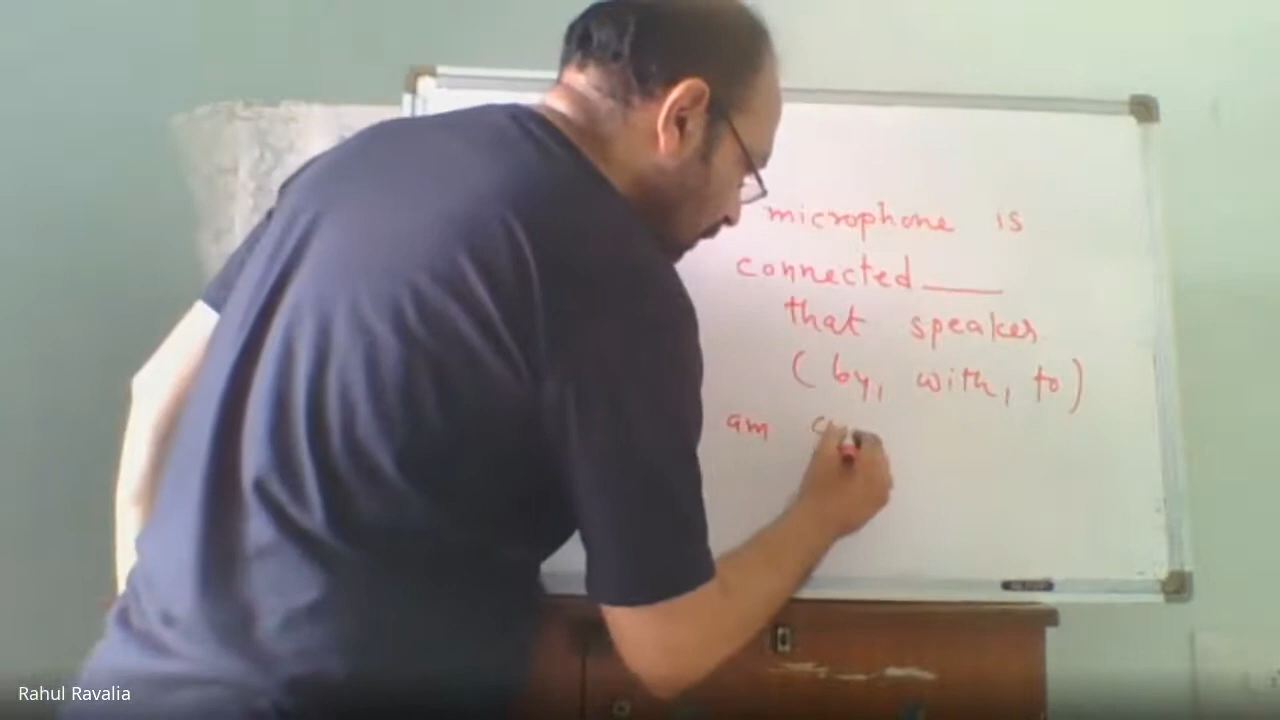 microphone is
connected ____
that speaker
(by, with, to)
am
Rahul Ravalia